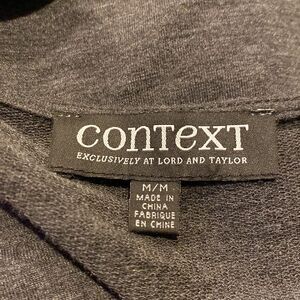 conTEXT
EXCLUSIVELY AT LORD AND TAYLOR
M/M
MADE IN
CHINA
FABRIQUE
EN CHINE